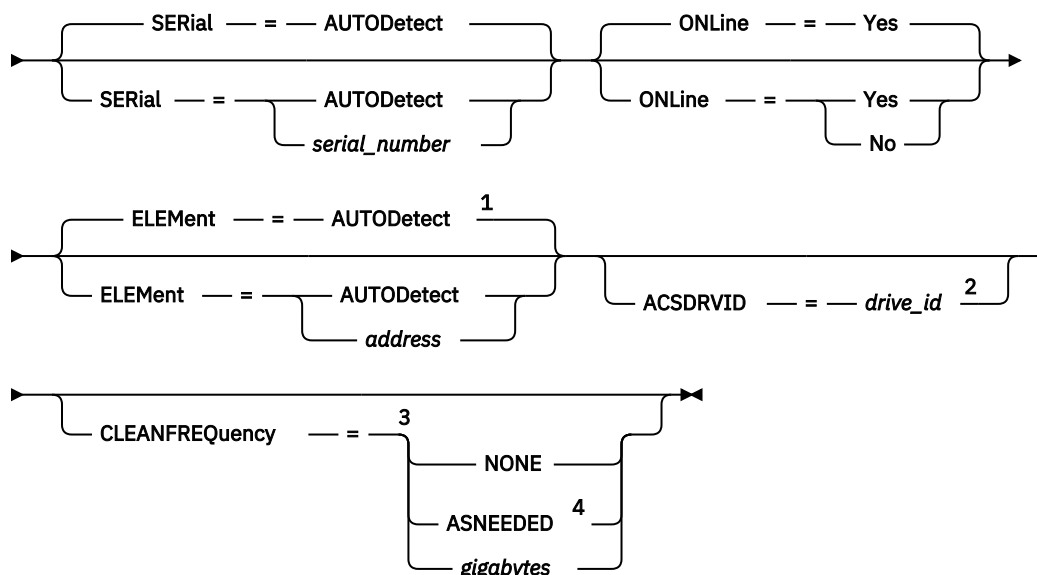 SERial = AUTODetect ONLine = Yes
SERial = AUTODetect ONLine = Yes
serial_number No
ELEMent = AUTODetect 1
ELEMent = AUTODetect ACSDRVID = drive_id 2
address
CLEANFREQuency = 3
NONE
ASNEEDED 4
gigabytes